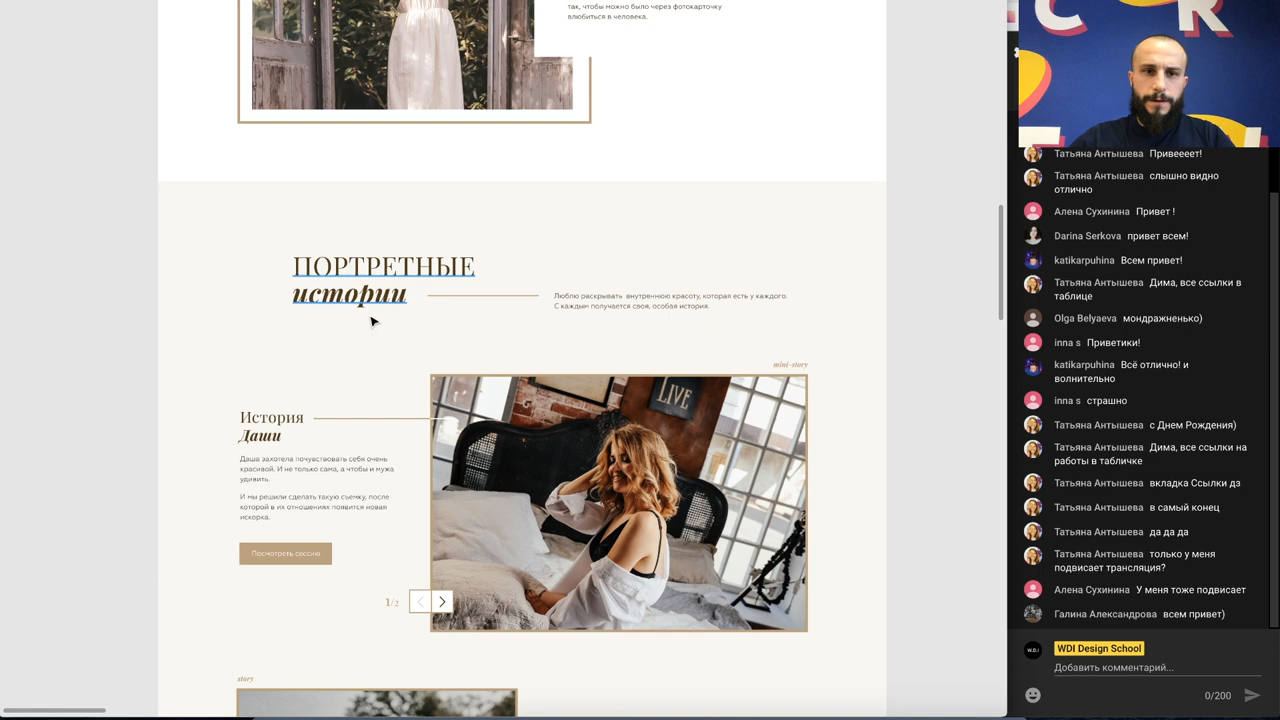 так, чтобы можно было через фотокарточку
влюбиться в человека.
ПОРТРЕТНЫЕ
истории
Люблю раскрывать внутреннюю красоту, которая есть у каждого.
С каждым получается своя, особая история.
mini-story
LIVE
История
Даши
Даша захотела почувствовать себя очень
красивой. И не только сама, а чтобы и мужа
удивить.
И мы решили сделать такую съемку, после
которой в их отношениях появится новая
искорка.
Посмотреть сессию
1/2
story
Татьяна Антышева Привеееет!
Татьяна Антышева слышно видно
отлично
Алена Сухинина Привет !
Darina Serkova привет всем!
katikarpuhina Всем привет!
Татьяна Антышева Дима, все ссылки в
таблице
Olga Belyaeva мондражненько)
inna s Приветики!
katikarpuhina Всё отлично! и
волнительно
inna s страшно
Татьяна Антышева с Днем Рождения)
Татьяна Антышева Дима, все ссылки на
работы в табличке
Татьяна Антышева вкладка Ссылки дз
Татьяна Антышева в самый конец
Татьяна Антышева да да да
Татьяна Антышева только у меня
подвисает трансляция?
Алена Сухинина У меня тоже подвисает
Галина Александрова всем привет)
W.D.I
WDI Design School
Добавить комментарий...
0/200